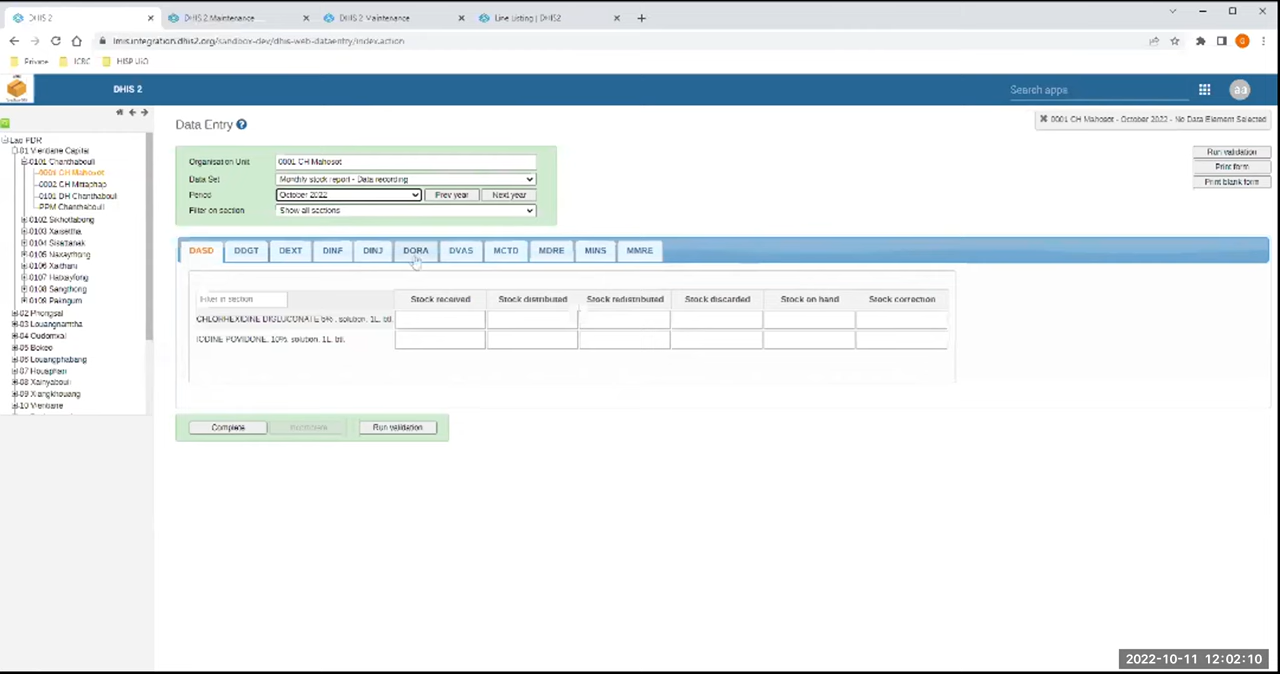 DHIS 2
DHIS 2 Maintenance
DHIS 2 Maintenance
Line Listing | DHIS2
lmis.integration.dhis2.org/sandbox-dev/dhis-web-dataentry/index.action
G
Private
ICBC
HISP UiO
DHIS 2
Search apps
aa
Data Entry
0001 CH Mahosot - October 2022 - No Data Element Selected
Lao PDR
01 Vientiane Capital
0101 Chanthabouli
0001 CH Mahosot
0002 CH Mittaphap
0101 DH Chanthabouli
PPM Chanthabouli
0102 Sikhottabong
0103 Xaisettha
0104 Sisattanak
0105 Naxaythong
0106 Xaithani
0107 Hadxayfong
0108 Sangthong
0109 Pakngum
02 Phongsali
03 Louangnamtha
04 Oudomxai
05 Bokeo
06 Louangphabang
07 Houaphan
08 Xainyabouli
09 Xiangkhouang
10 Vientiane
Organisation Unit 0001 CH Mahosot
Data Set Monthly stock report - Data recording
Period October 2022 Prev year Next year
Filter on section Show all sections
Run validation
Print form
Print blank form
DASD DDGT DEXT DINF DINJ DORA DVAS MCTD MDRE MINS MMRE
Filter in section Stock received Stock distributed Stock redistributed Stock discarded Stock on hand Stock correction
CHLORHEXIDINE DIGLUCONATE 5% , solution, 1L, btl.
IODINE POVIDONE, 10%, solution, 1L, btl.
Complete Incomplete Run validation
2022-10-11 12:02:10